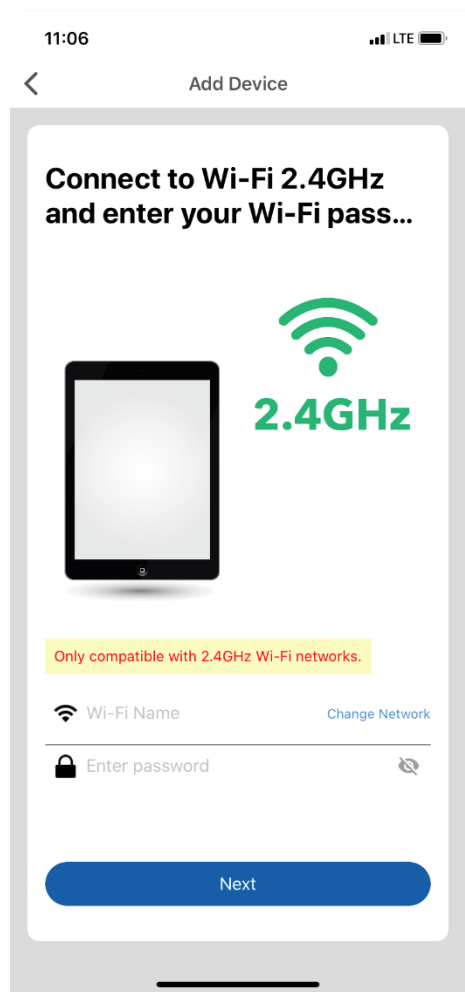 11:06
LTE
Add Device
Connect to Wi-Fi 2.4GHz
and enter your Wi-Fi pass...
2.4GHz
Only compatible with 2.4GHz Wi-Fi networks.
Wi-Fi Name
Change Network
Enter password
Next